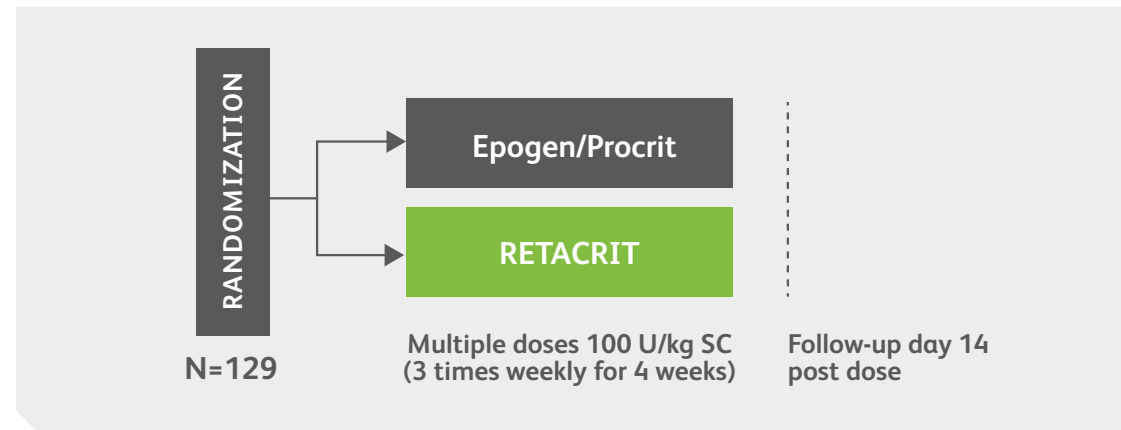 RANDOMIZATION
N=129
Epogen/Procrit
RETACRIT
Multiple doses 100 U/kg SC
(3 times weekly for 4 weeks)
Follow-up day 14
post dose